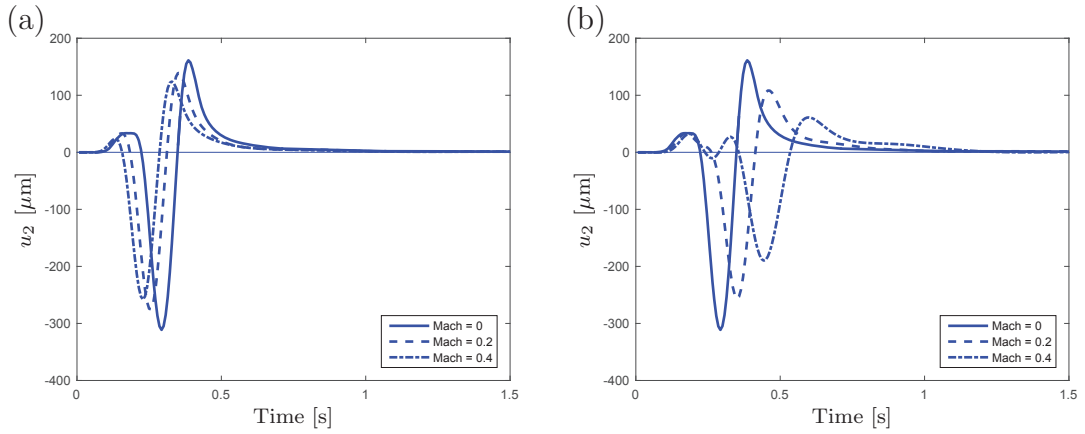 (a)
200
100
0
-100
-200
-300
-400
u₂ [μm]
0
0.5
1
1.5
Time [s]
Mach = 0
Mach = 0.2
Mach = 0.4
(b)
200
100
0
-100
-200
-300
-400
u₂ [μm]
0
0.5
1
1.5
Time [s]
Mach = 0
Mach = 0.2
Mach = 0.4